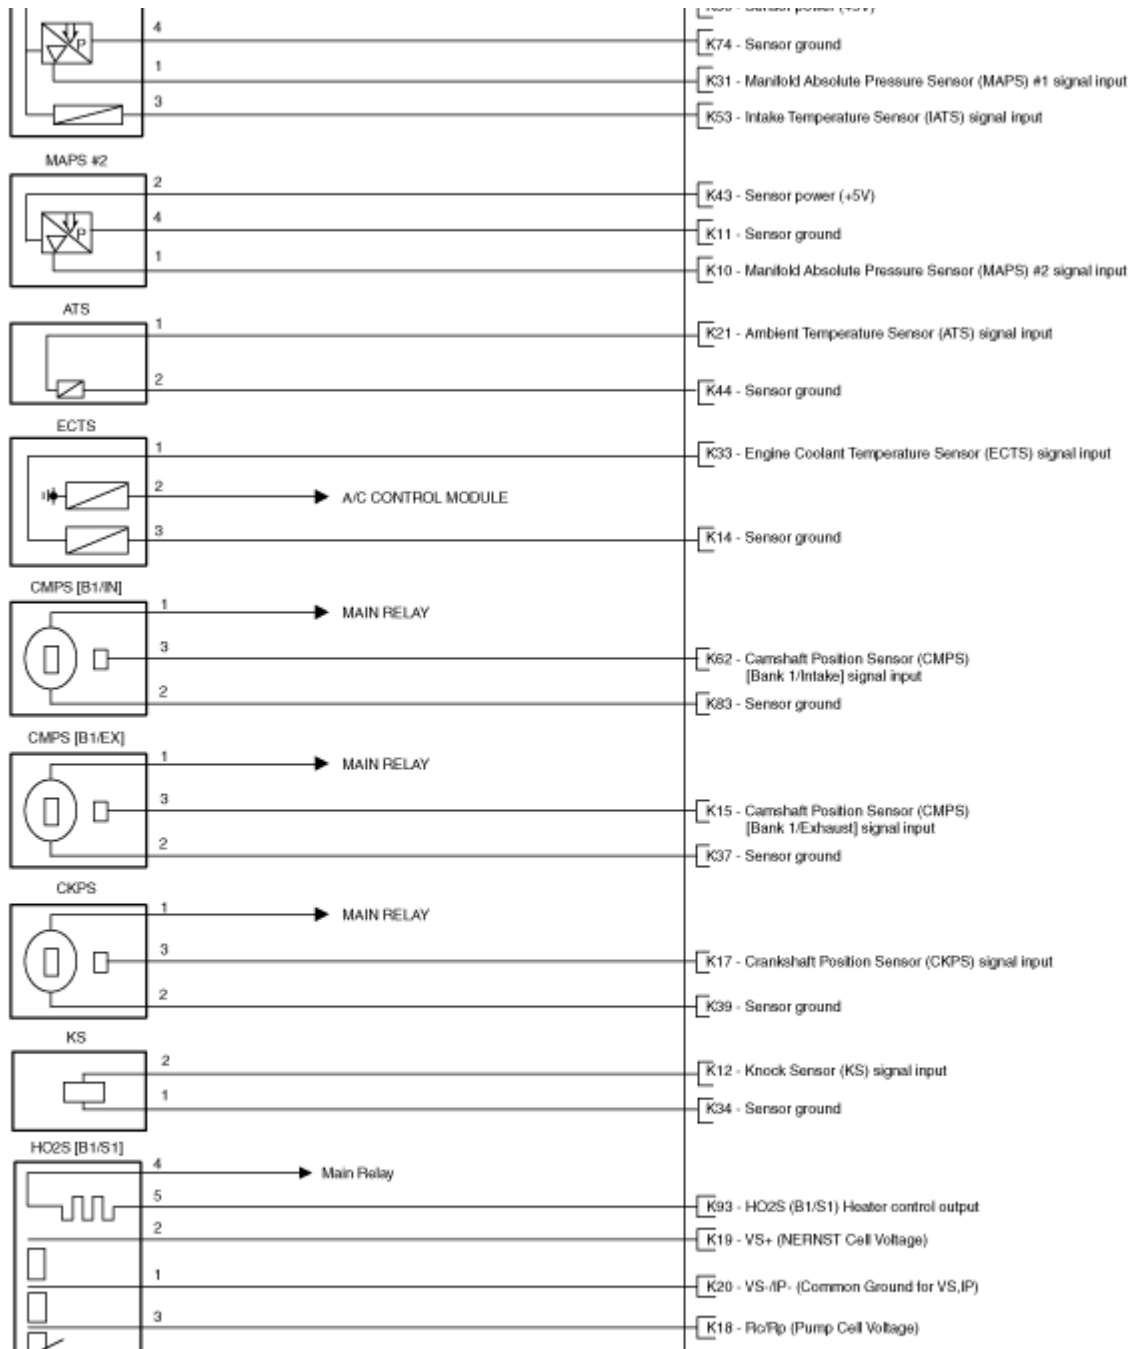 4
K74 - Sensor ground
1
K31 - Manifold Absolute Pressure Sensor (MAPS) #1 signal input
3
K53 - Intake Temperature Sensor (IATS) signal input
MAPS #2
2
K43 - Sensor power (+5V)
4
K11 - Sensor ground
1
K10 - Manifold Absolute Pressure Sensor (MAPS) #2 signal input
P
P
ATS
1
K21 - Ambient Temperature Sensor (ATS) signal input
2
K44 - Sensor ground
ECTS
1
K33 - Engine Coolant Temperature Sensor (ECTS) signal input
2
A/C CONTROL MODULE
3
K14 - Sensor ground
CMPS [B1/IN]
1
MAIN RELAY
3
K62 - Camshaft Position Sensor (CMPS)
[Bank 1/Intake] signal input
2
K83 - Sensor ground
CMPS [B1/EX]
1
MAIN RELAY
3
K15 - Camshaft Position Sensor (CMPS)
[Bank 1/Exhaust] signal input
2
K37 - Sensor ground
CKPS
1
MAIN RELAY
3
K17 - Crankshaft Position Sensor (CKPS) signal input
2
K39 - Sensor ground
KS
2
K12 - Knock Sensor (KS) signal input
1
K34 - Sensor ground
HO2S [B1/S1]
4
Main Relay
5
K93 - HO2S (B1/S1) Heater control output
2
K19 - VS+ (NERNST Cell Voltage)
1
K20 - VS-/IP- (Common Ground for VS,IP)
3
K18 - Rc/Rp (Pump Cell Voltage)